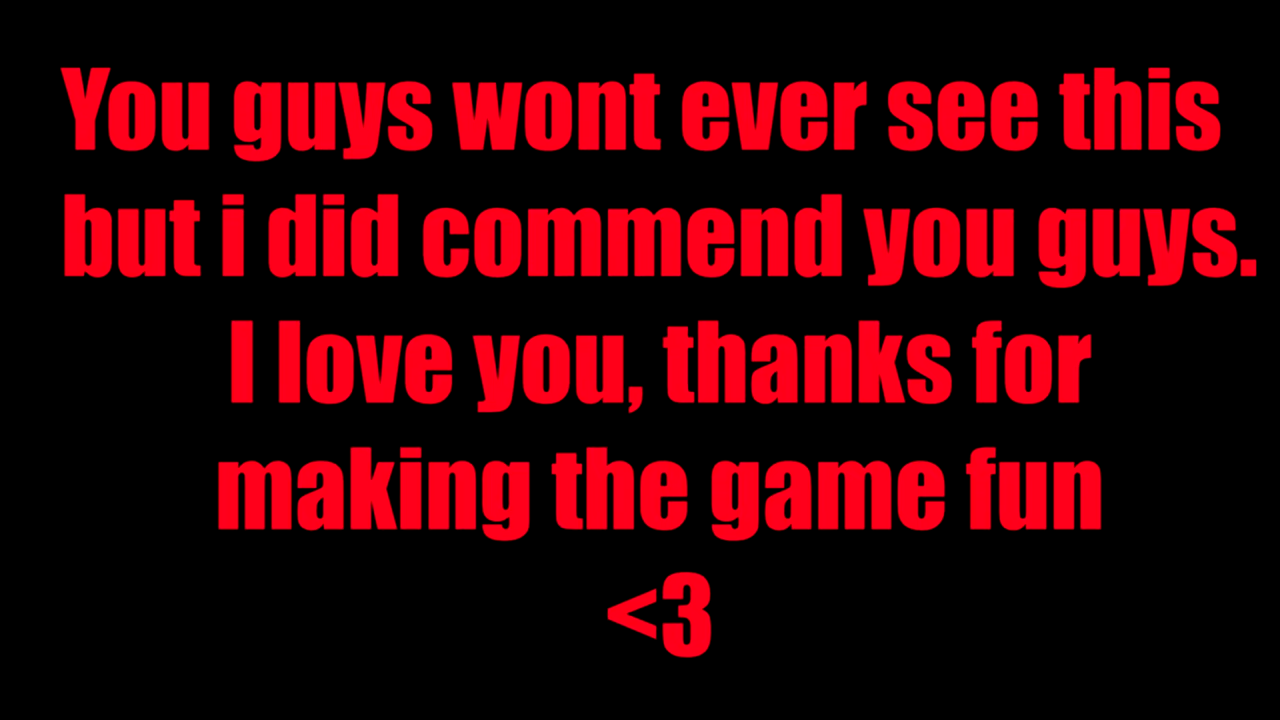 You guys wont ever see this
but i did commend you guys.
I love you, thanks for
making the game fun
<3